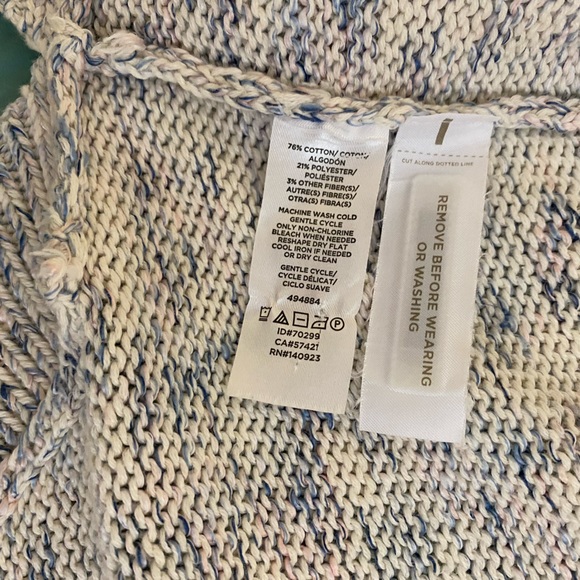 76% COTTON/ COTON/
ALGODÓN
21% POLYESTER/
POLIÉSTER
3% OTHER FIBER(S)/
AUTRE(S) FIBRE(S)/
OTRA(S) FIBRA(S)
MACHINE WASH COLD
GENTLE CYCLE
ONLY NON-CHLORINE
BLEACH WHEN NEEDED
RESHAPE DRY FLAT
COOL IRON IF NEEDED
OR DRY CLEAN
GENTLE CYCLE/
CYCLE DÉLICAT/
CICLO SUAVE
494884
P
ID#70299
CA#57421
RN#140923
CUT ALONG DOTTED LINE
REMOVE BEFORE WEARING
OR WASHING